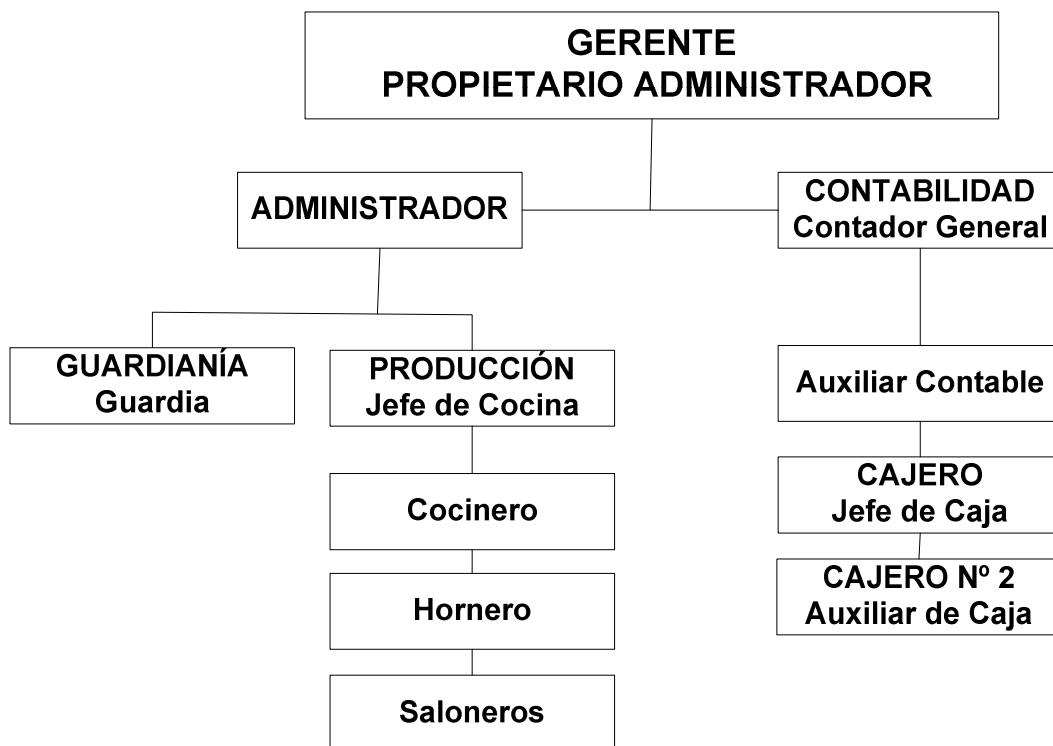 GERENTE
PROPIETARIO ADMINISTRADOR
ADMINISTRADOR
CONTABILIDAD
Contador General
GUARDIANÍA
Guardia
PRODUCCIÓN
Jefe de Cocina
Auxiliar Contable
Cocinero
CAJERO
Jefe de Caja
Hornero
CAJERO Nº 2
Auxiliar de Caja
Saloneros